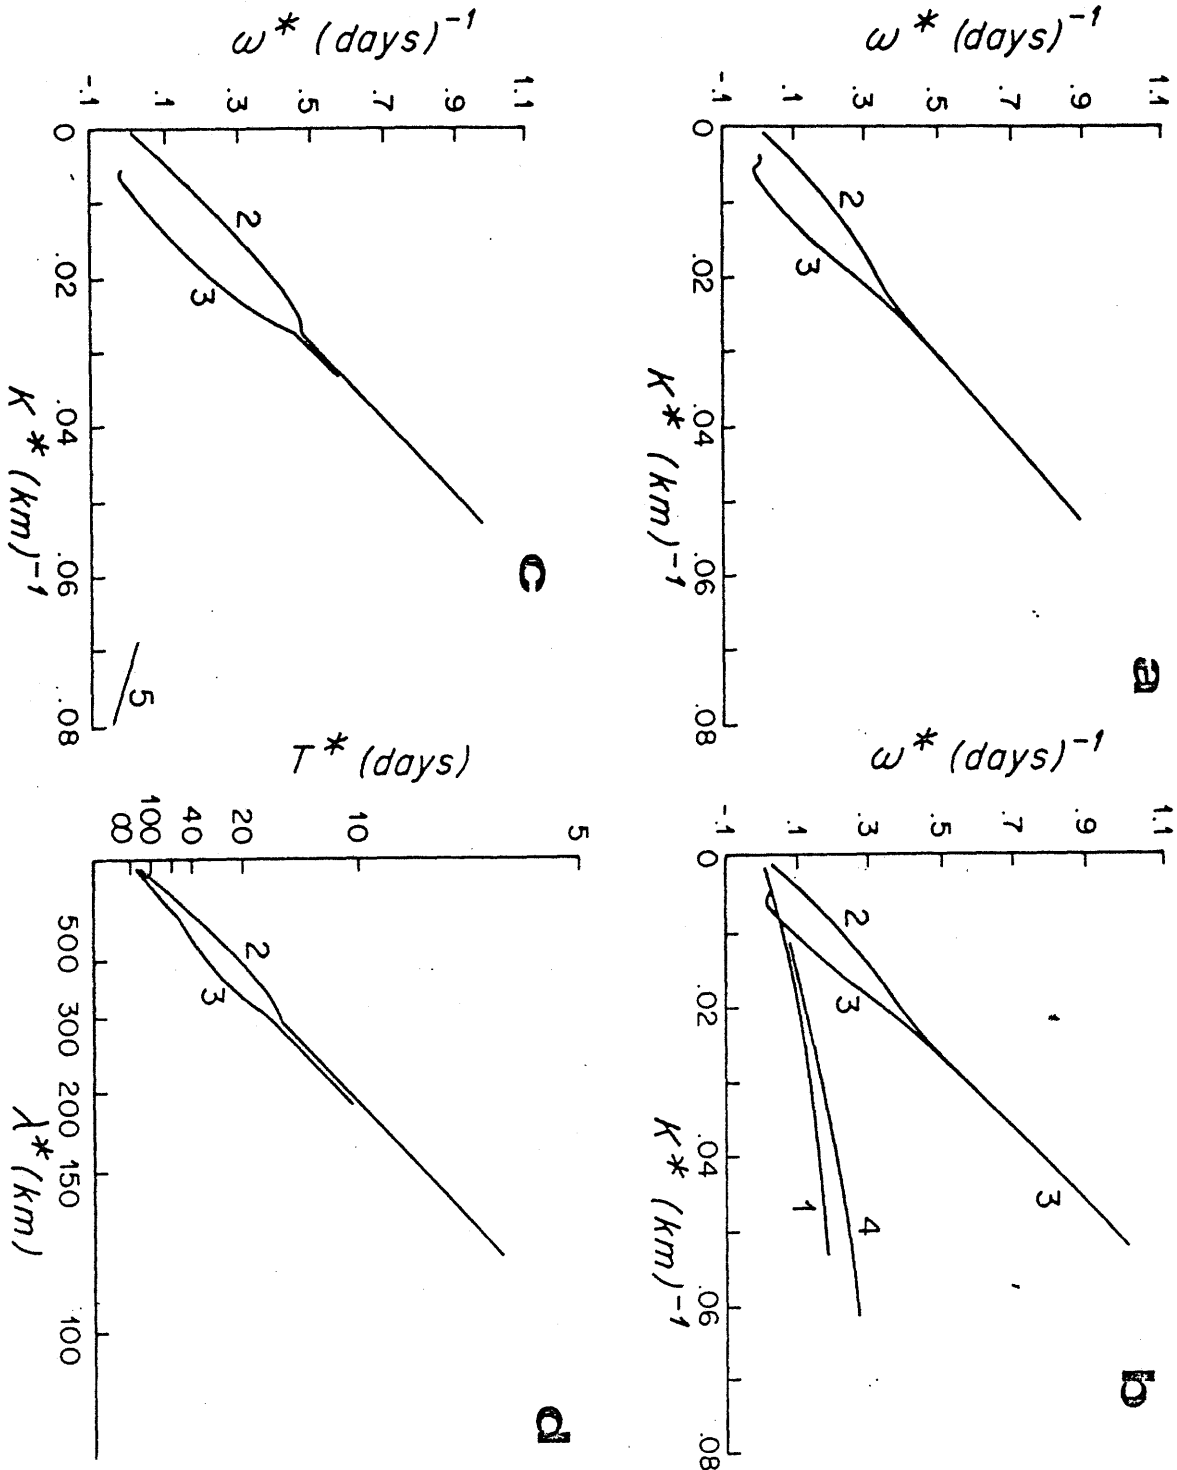 a
ω* (days)⁻¹
1.1
.9
.7
.5
.3
.1
-.1
2
3
0 .02 .04 .06 .08
K* (km)⁻¹
b
ω* (days)⁻¹
1.1
.9
.7
.5
.3
.1
-.1
2
3
3
4
1
0 .02 .04 .06 .08
K* (km)⁻¹
c
ω* (days)⁻¹
1.1
.9
.7
.5
.3
.1
-.1
2
3
5
0 .02 .04 .06 .08
K* (km)⁻¹
d
T* (days)
5
10
20
40
100
∞
2
3
500 300 200 150 100
λ* (km)